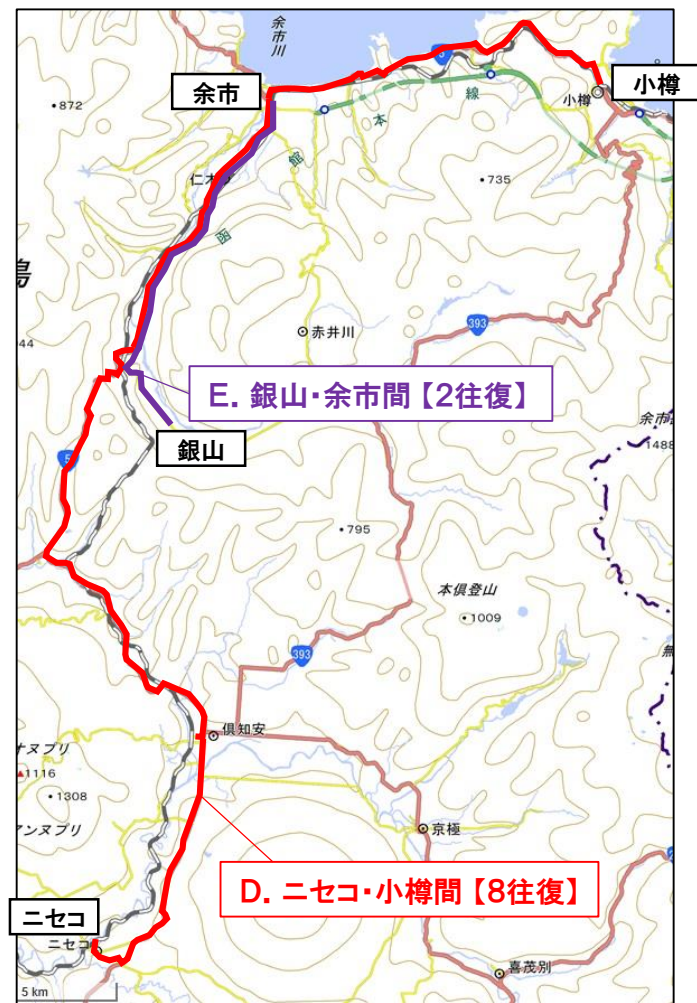 余市川
5
小樽
余市
小樽
872
本
線
館
735
仁木
函
393
赤井川
44
E. 銀山・余市間【2往復】
銀山
余市
1488
5
795
本倶登山
1009
393
無
倶知安
ナヌプリ
1116
1308
アンヌプリ
京極
D. ニセコ・小樽間【8往復】
ニセコ
ニセコ
喜茂別
5 km